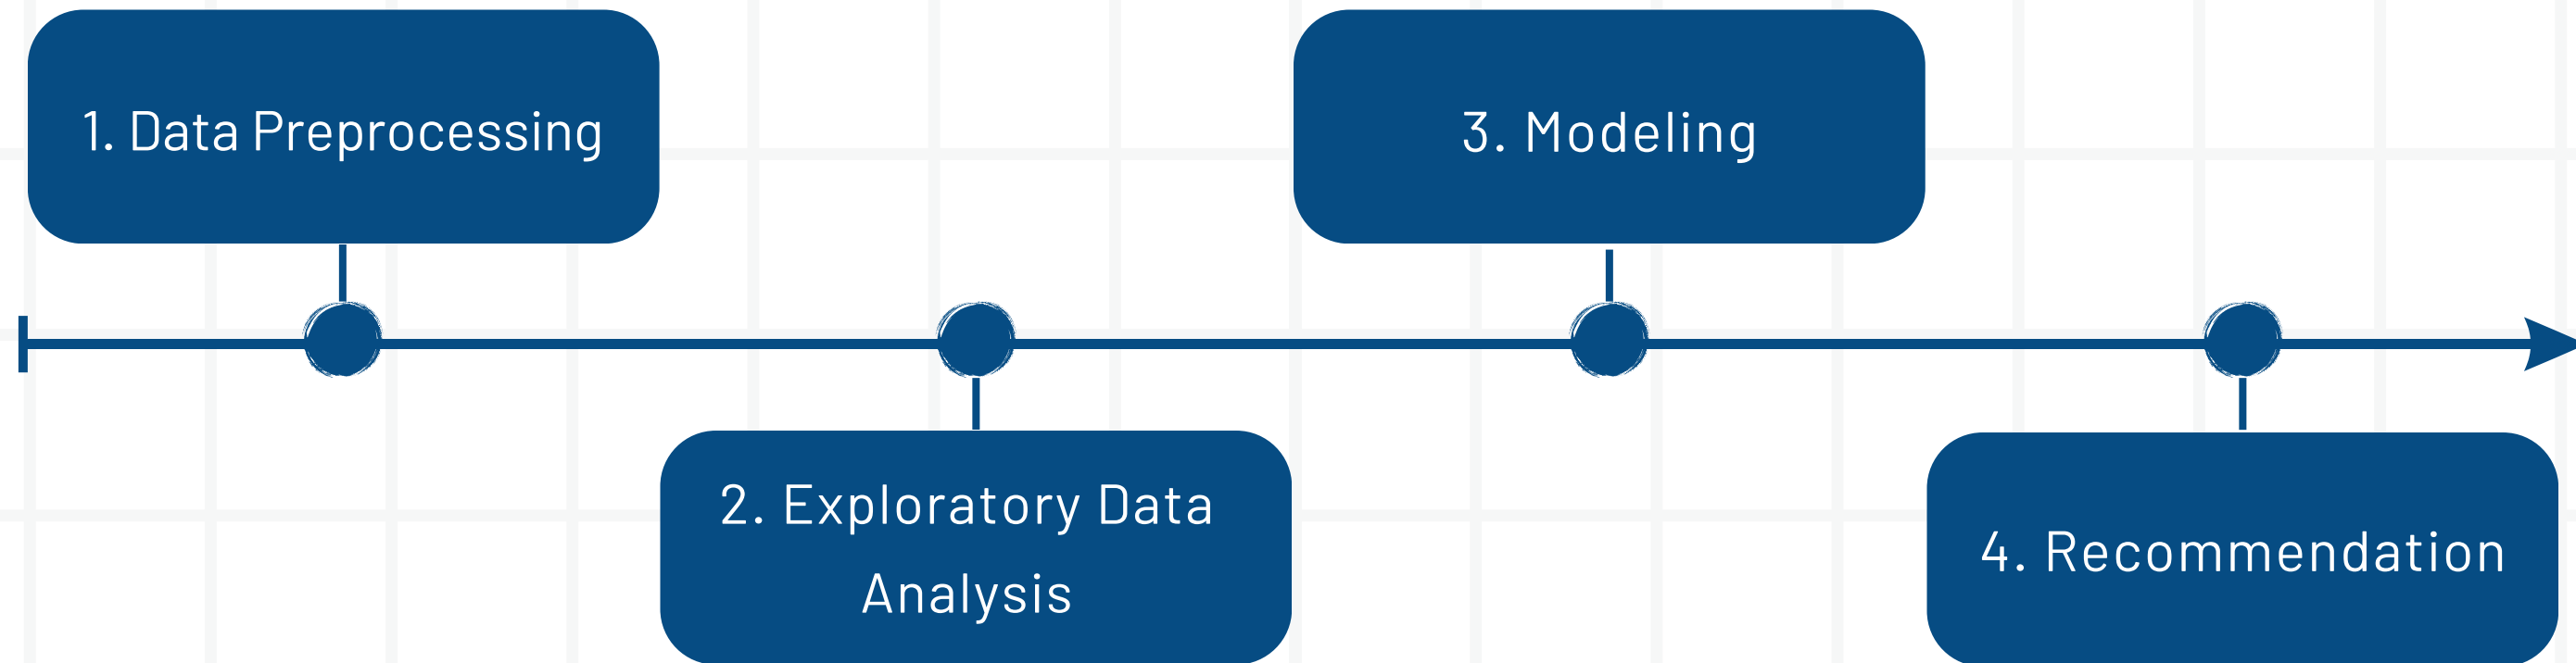 1. Data Preprocessing
2. Exploratory Data
Analysis
3. Modeling
4. Recommendation